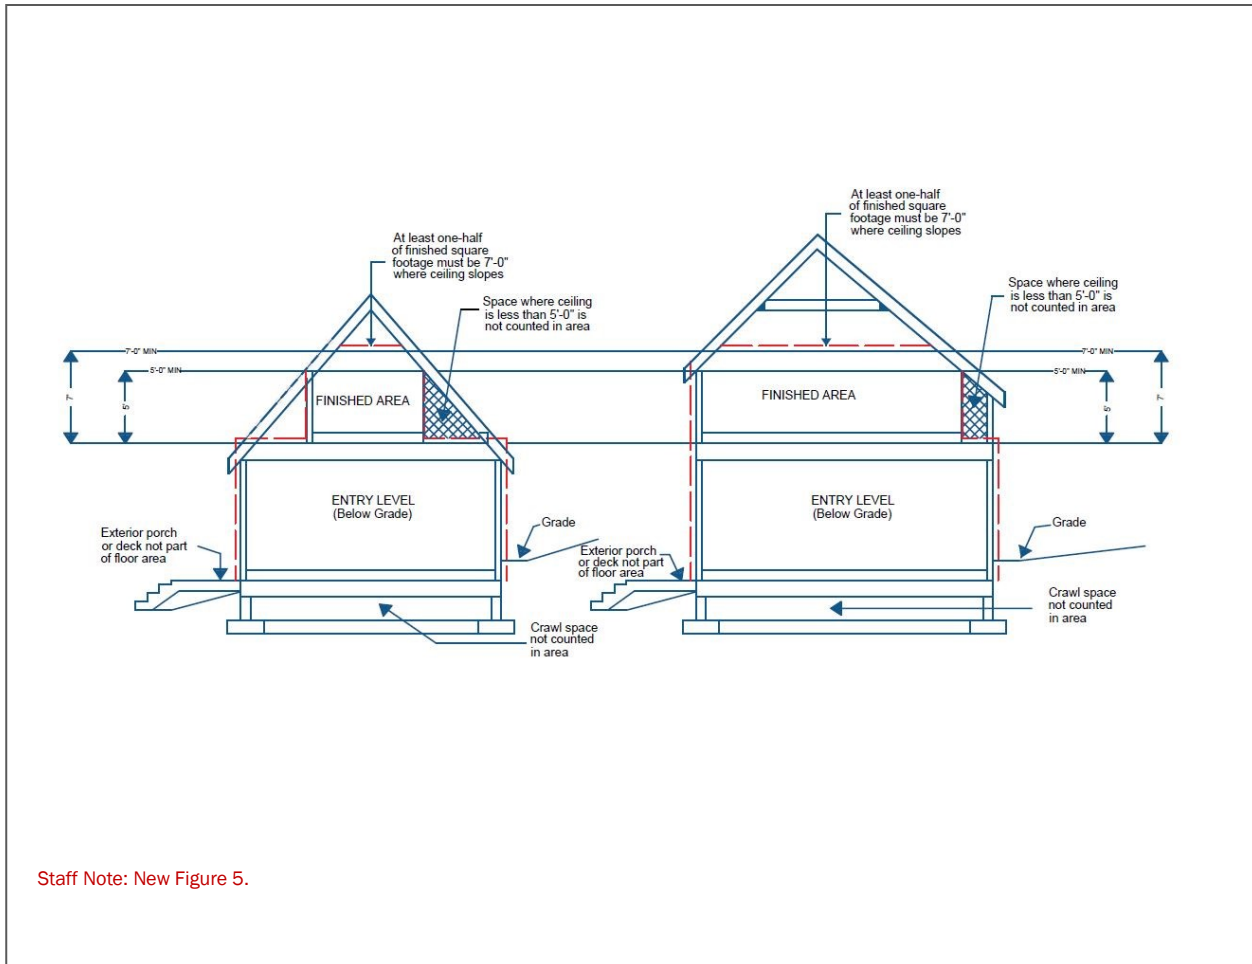 At least one-half
of finished square
footage must be 7'-0"
where ceiling slopes
Space where ceiling
is less than 5'-0" is
not counted in area
7'-0" MIN
5'-0" MIN
7'
5'
FINISHED AREA
ENTRY LEVEL
(Below Grade)
Exterior porch
or deck not part
of floor area
Grade
Crawl space
not counted
in area
At least one-half
of finished square
footage must be 7'-0"
where ceiling slopes
Space where ceiling
is less than 5'-0" is
not counted in area
7'-0" MIN
5'-0" MIN
5'
7'
FINISHED AREA
ENTRY LEVEL
(Below Grade)
Exterior porch
or deck not part
of floor area
Grade
Crawl space
not counted
in area
Staff Note: New Figure 5.